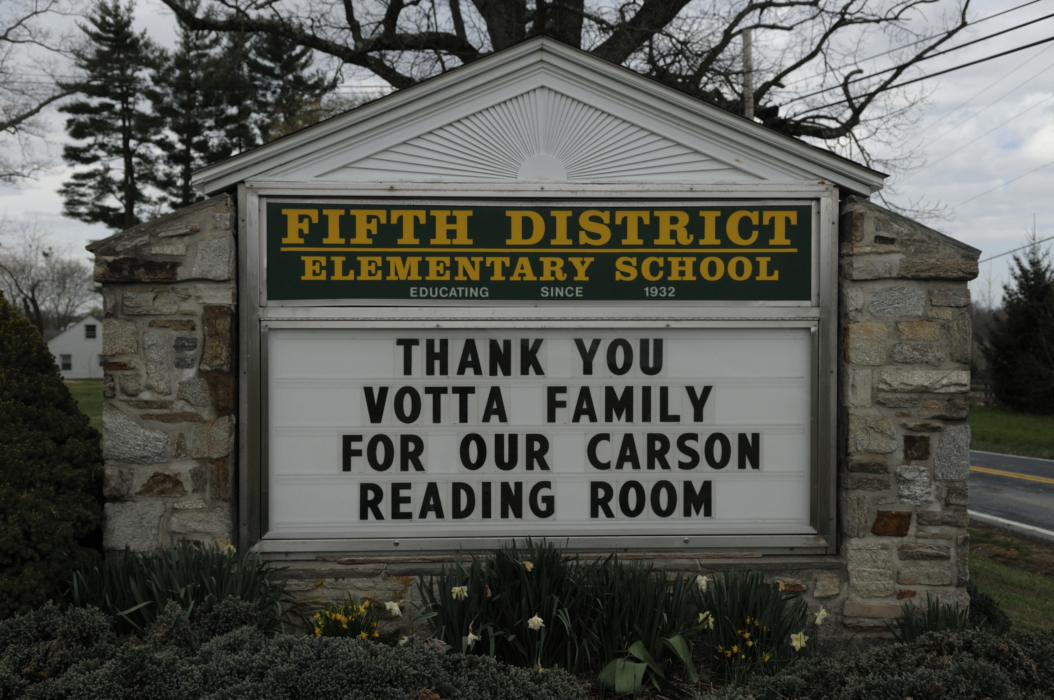 FIFTH DISTRICT
ELEMENTARY SCHOOL
EDUCATING SINCE 1932
THANK YOU
VOTTA FAMILY
FOR OUR CARSON
READING ROOM